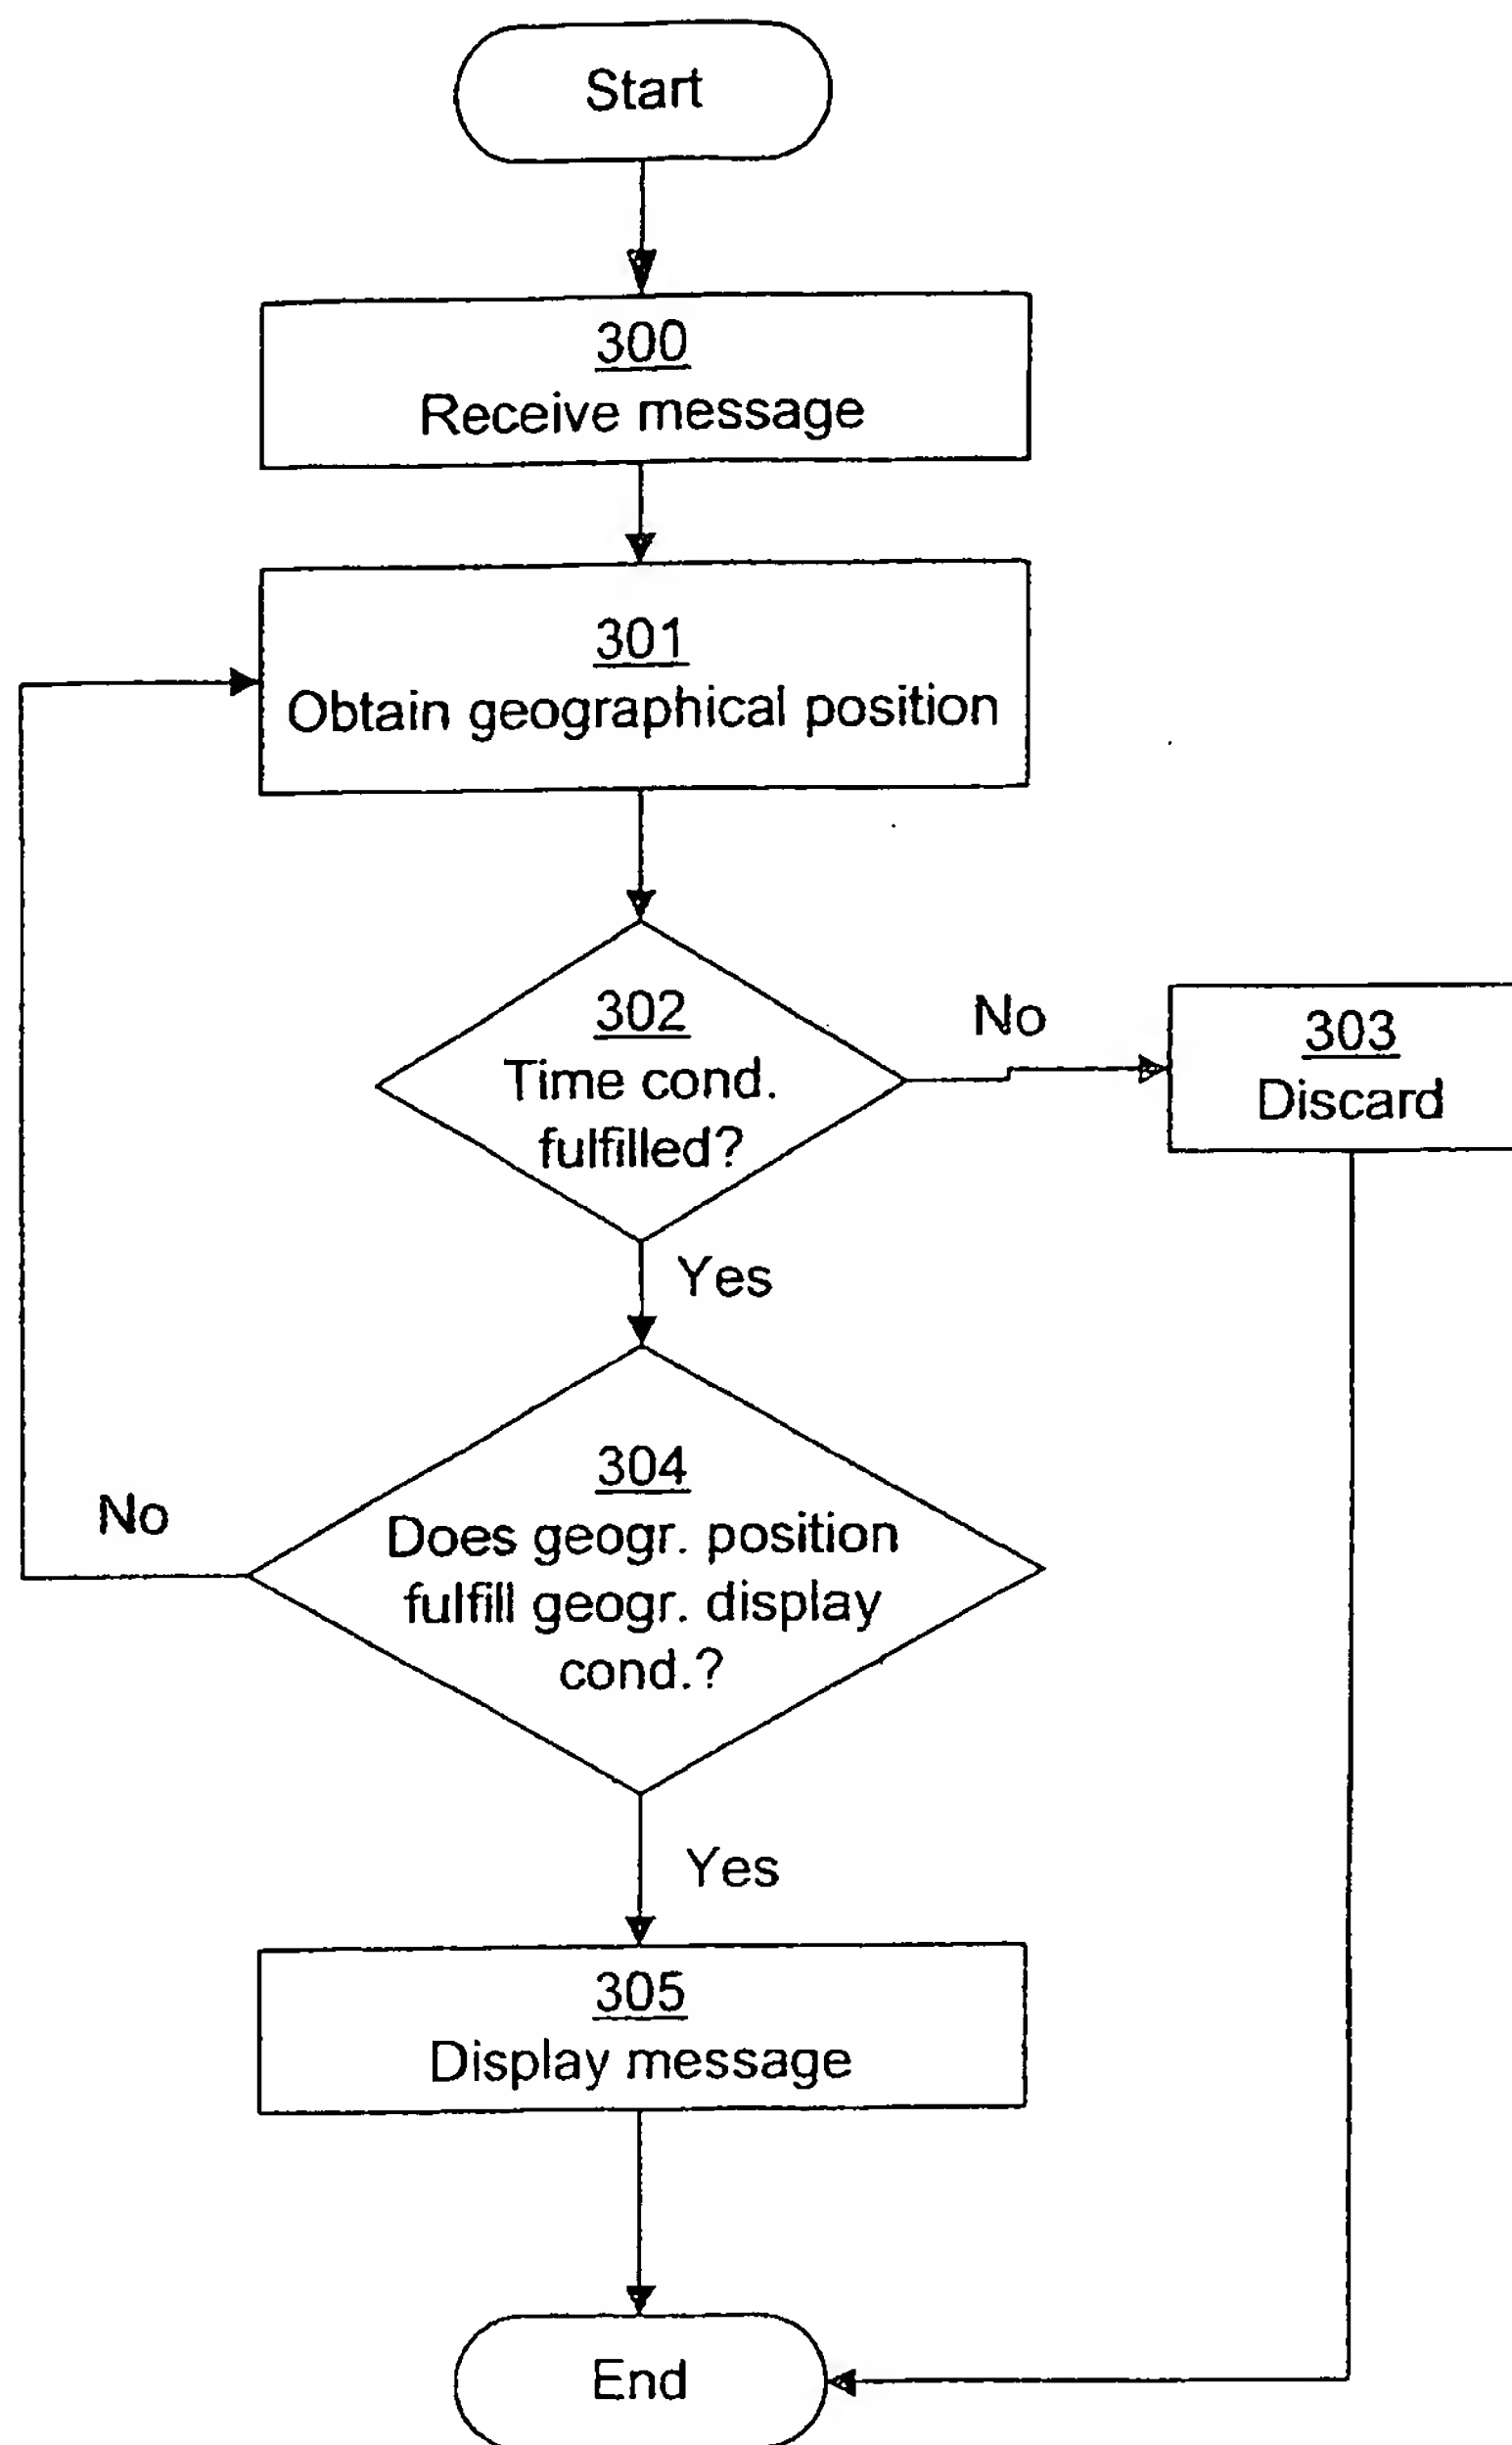 Start
300
Receive message
301
Obtain geographical position
302
Time cond.
fulfilled?
No
303
Discard
Yes
304
Does geogr. position
fulfill geogr. display
cond.?
No
Yes
305
Display message
End